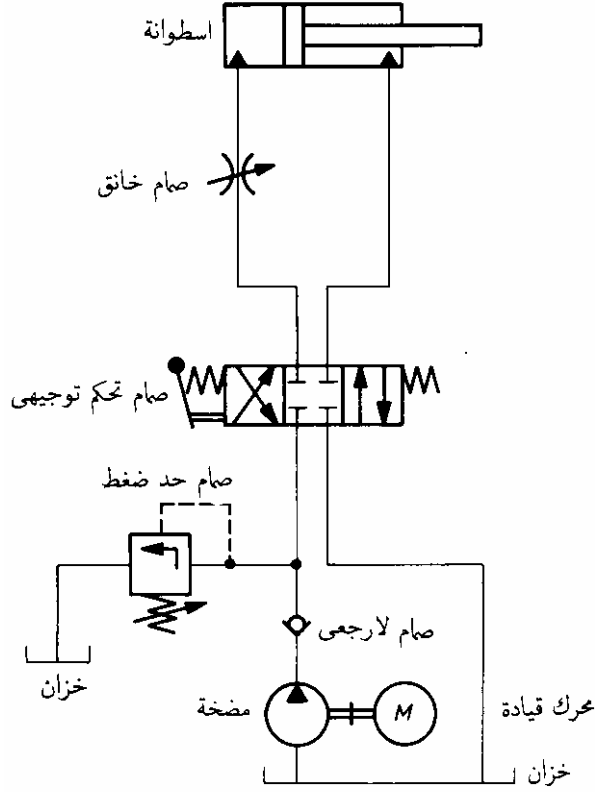 اسطوانة
صمام خانق
صمام تحكم توجيهى
صمام حد ضغط
خزان
صمام لارجعى
مضخة
M
محرك قيادة
خزان